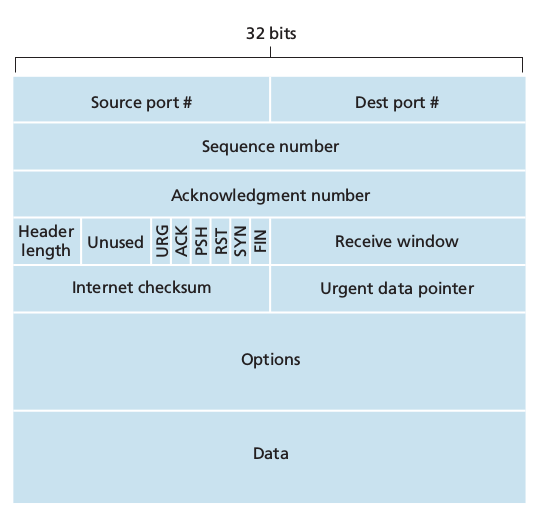 32 bits
Source port #
Dest port #
Sequence number
Acknowledgment number
Header
length
Unused
URG
ACK
PSH
RST
SYN
FIN
Receive window
Internet checksum
Urgent data pointer
Options
Data